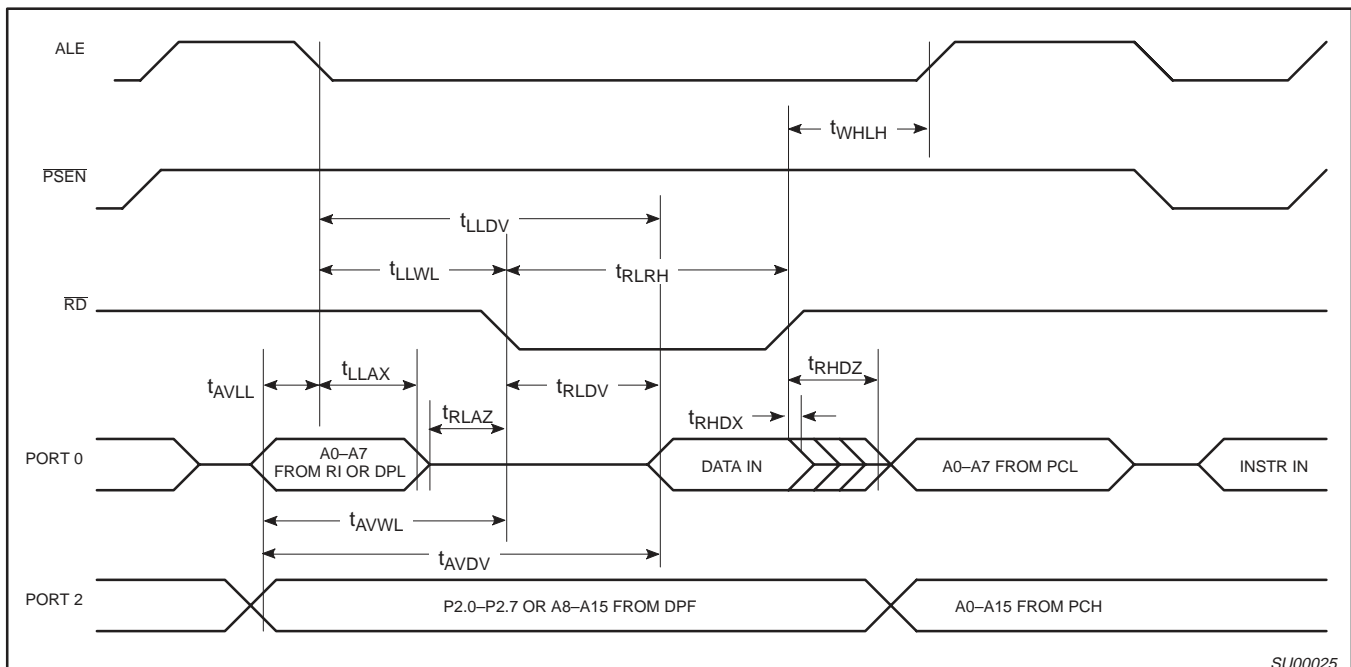 ALE
tWHLH
PSEN
tLLDV
tLLWL
tRLRH
RD
tLLAX
tRHDZ
tAVLL
tRLDV
tRLAZ
tRHDX
PORT 0
A0–A7
FROM RI OR DPL
DATA IN
A0–A7 FROM PCL
INSTR IN
tAVWL
tAVDV
PORT 2
P2.0–P2.7 OR A8–A15 FROM DPF
A0–A15 FROM PCH
SU00025